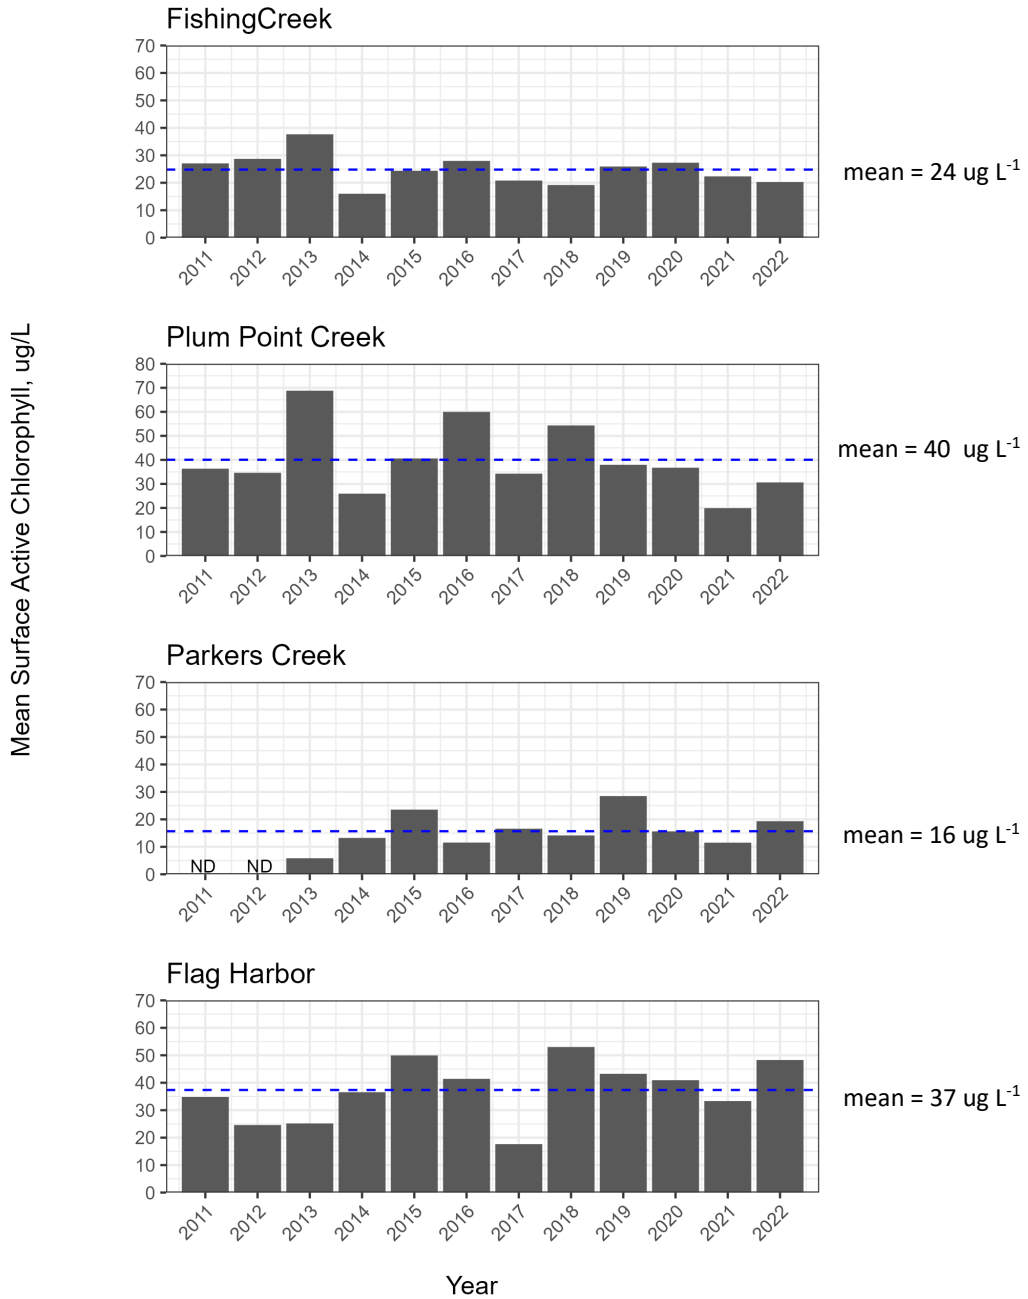 FishingCreek
70
60
50
40
30
20
10
0
2011 2012 2013 2014 2015 2016 2017 2018 2019 2020 2021 2022
mean = 24 ug L-1
Plum Point Creek
80
70
60
50
40
30
20
10
0
2011 2012 2013 2014 2015 2016 2017 2018 2019 2020 2021 2022
mean = 40 ug L-1
Mean Surface Active Chlorophyll, ug/L
Parkers Creek
70
60
50
40
30
20
10
0
ND ND
2011 2012 2013 2014 2015 2016 2017 2018 2019 2020 2021 2022
mean = 16 ug L-1
Flag Harbor
70
60
50
40
30
20
10
0
2011 2012 2013 2014 2015 2016 2017 2018 2019 2020 2021 2022
mean = 37 ug L-1
Year